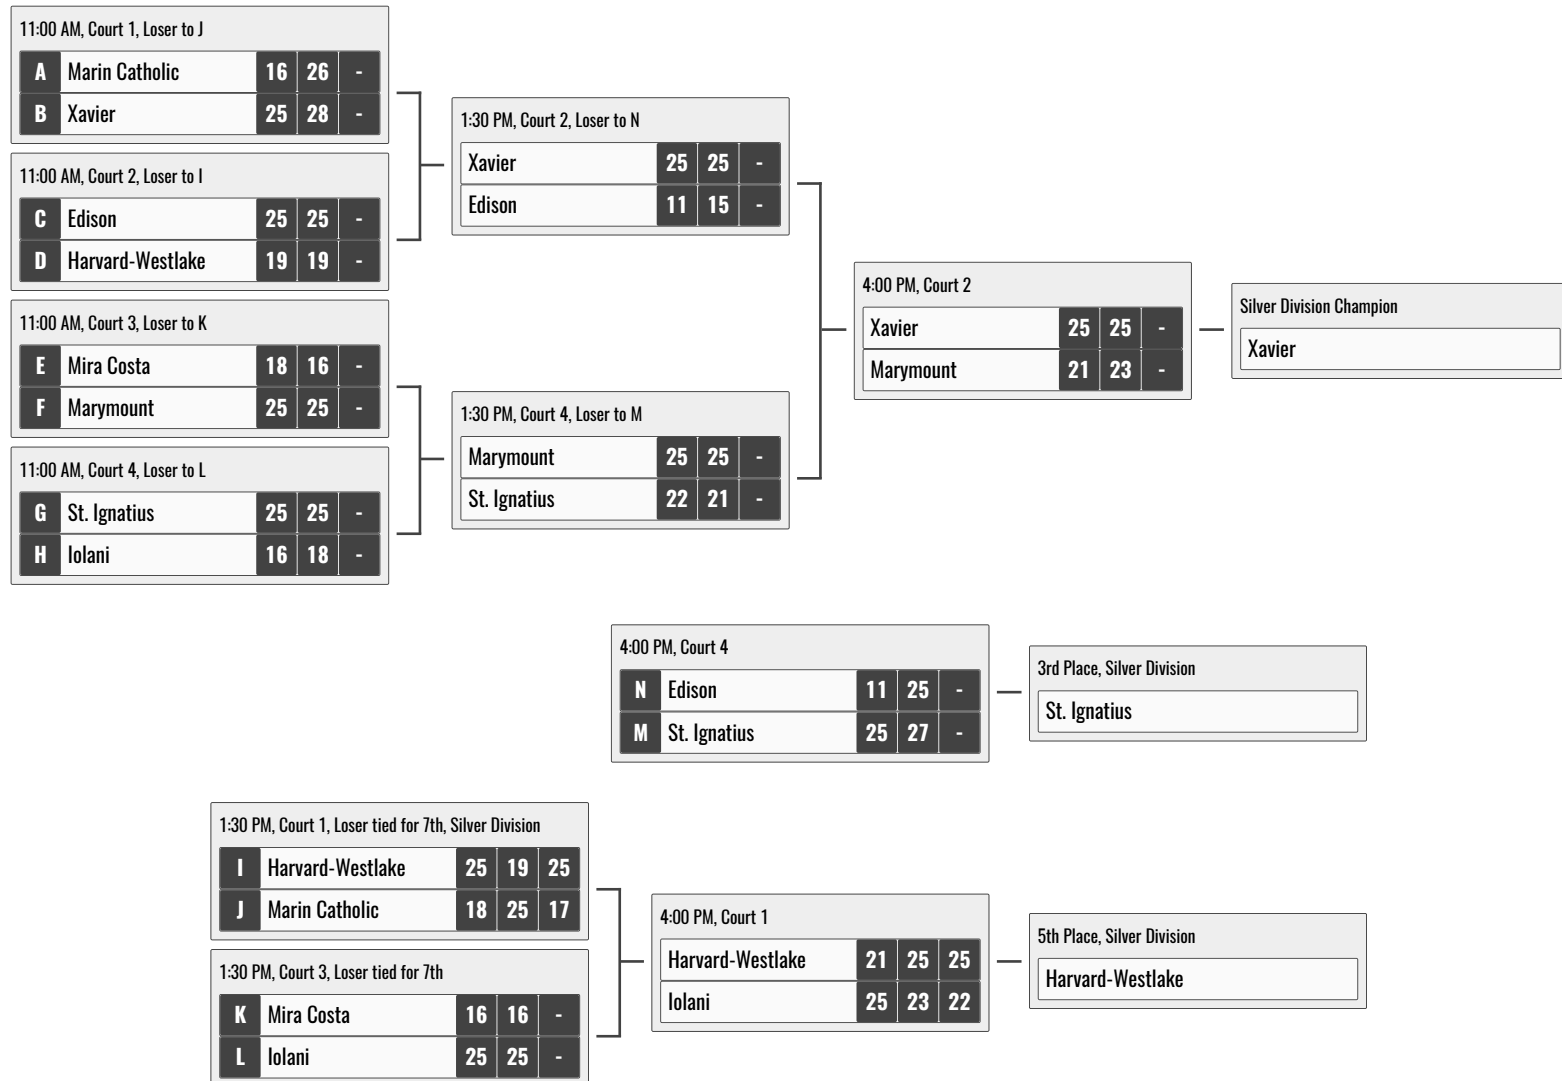 11:00 AM, Court 1, Loser to J
A Marin Catholic 16 26 -
B Xavier 25 28 -
11:00 AM, Court 2, Loser to I
C Edison 25 25 -
D Harvard-Westlake 19 19 -
11:00 AM, Court 3, Loser to K
E Mira Costa 18 16 -
F Marymount 25 25 -
11:00 AM, Court 4, Loser to L
G St. Ignatius 25 25 -
H Iolani 16 18 -
1:30 PM, Court 2, Loser to N
Xavier 25 25 -
Edison 11 15 -
1:30 PM, Court 4, Loser to M
Marymount 25 25 -
St. Ignatius 22 21 -
4:00 PM, Court 2
Xavier 25 25 -
Marymount 21 23 -
Silver Division Champion
Xavier
4:00 PM, Court 4
N Edison 11 25 -
M St. Ignatius 25 27 -
3rd Place, Silver Division
St. Ignatius
1:30 PM, Court 1, Loser tied for 7th, Silver Division
I Harvard-Westlake 25 19 25
J Marin Catholic 18 25 17
1:30 PM, Court 3, Loser tied for 7th
K Mira Costa 16 16 -
L Iolani 25 25 -
4:00 PM, Court 1
Harvard-Westlake 21 25 25
Iolani 25 23 22
5th Place, Silver Division
Harvard-Westlake